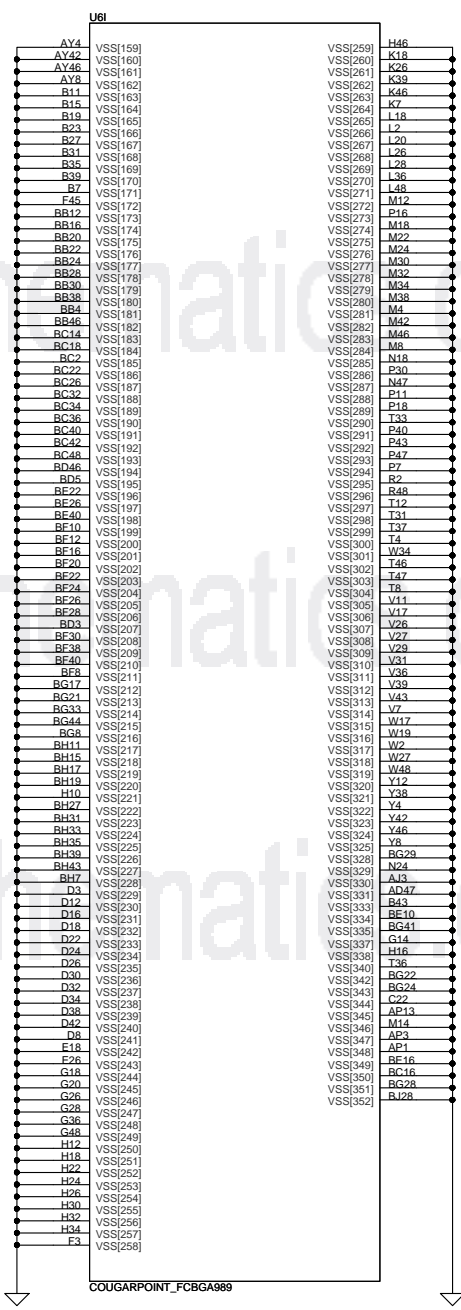 U6I
AY4 VSS[159]
AY42 VSS[160]
AY46 VSS[161]
AY8 VSS[162]
B11 VSS[163]
B15 VSS[164]
B19 VSS[165]
B23 VSS[166]
B27 VSS[167]
B31 VSS[168]
B35 VSS[169]
B39 VSS[170]
B7 VSS[171]
F45 VSS[172]
BB12 VSS[173]
BB16 VSS[174]
BB20 VSS[175]
BB22 VSS[176]
BB24 VSS[177]
BB28 VSS[178]
BB30 VSS[179]
BB38 VSS[180]
BB4 VSS[181]
BB46 VSS[182]
BC14 VSS[183]
BC18 VSS[184]
BC2 VSS[185]
BC22 VSS[186]
BC26 VSS[187]
BC32 VSS[188]
BC34 VSS[189]
BC36 VSS[190]
BC40 VSS[191]
BC42 VSS[192]
BC48 VSS[193]
BD46 VSS[194]
BD5 VSS[195]
BE22 VSS[196]
BE26 VSS[197]
BE40 VSS[198]
BF10 VSS[199]
BF12 VSS[200]
BF16 VSS[201]
BF20 VSS[202]
BF22 VSS[203]
BF24 VSS[204]
BF26 VSS[205]
BF28 VSS[206]
BD3 VSS[207]
BF30 VSS[208]
BF38 VSS[209]
BF40 VSS[210]
BF8 VSS[211]
BG17 VSS[212]
BG21 VSS[213]
BG33 VSS[214]
BG44 VSS[215]
BG8 VSS[216]
BH11 VSS[217]
BH15 VSS[218]
BH17 VSS[219]
BH19 VSS[220]
H10 VSS[221]
BH27 VSS[222]
BH31 VSS[223]
BH33 VSS[224]
BH35 VSS[225]
BH39 VSS[226]
BH43 VSS[227]
BH7 VSS[228]
D3 VSS[229]
D12 VSS[230]
D16 VSS[231]
D18 VSS[232]
D22 VSS[233]
D24 VSS[234]
D26 VSS[235]
D30 VSS[236]
D32 VSS[237]
D34 VSS[238]
D38 VSS[239]
D42 VSS[240]
D8 VSS[241]
E18 VSS[242]
E26 VSS[243]
G18 VSS[244]
G20 VSS[245]
G26 VSS[246]
G28 VSS[247]
G36 VSS[248]
G48 VSS[249]
H12 VSS[250]
H18 VSS[251]
H22 VSS[252]
H24 VSS[253]
H26 VSS[254]
H30 VSS[255]
H32 VSS[256]
H34 VSS[257]
F3 VSS[258]
VSS[259] H46
VSS[260] K18
VSS[261] K26
VSS[262] K39
VSS[263] K46
VSS[264] K7
VSS[265] L18
VSS[266] L2
VSS[267] L20
VSS[268] L26
VSS[269] L28
VSS[270] L36
VSS[271] L48
VSS[272] M12
VSS[273] P16
VSS[274] M18
VSS[275] M22
VSS[276] M24
VSS[277] M30
VSS[278] M32
VSS[279] M34
VSS[280] M38
VSS[281] M4
VSS[282] M42
VSS[283] M46
VSS[284] M8
VSS[285] N18
VSS[286] P30
VSS[287] N47
VSS[288] P11
VSS[289] P18
VSS[290] T33
VSS[291] P40
VSS[292] P43
VSS[293] P47
VSS[294] P7
VSS[295] R2
VSS[296] R48
VSS[297] T12
VSS[298] T31
VSS[299] T37
VSS[300] T4
VSS[301] W34
VSS[302] T46
VSS[303] T47
VSS[304] T8
VSS[305] V11
VSS[306] V17
VSS[307] V26
VSS[308] V27
VSS[309] V29
VSS[310] V31
VSS[311] V36
VSS[312] V39
VSS[313] V43
VSS[314] V7
VSS[315] W17
VSS[316] W19
VSS[317] W2
VSS[318] W27
VSS[319] W48
VSS[320] Y12
VSS[321] Y38
VSS[322] Y4
VSS[323] Y42
VSS[324] Y46
VSS[325] Y8
VSS[328] BG29
VSS[329] N24
VSS[330] AJ3
VSS[331] AD47
VSS[333] B43
VSS[334] BE10
VSS[335] BG41
VSS[337] G14
VSS[338] H16
VSS[340] T36
VSS[342] BG22
VSS[343] BG24
VSS[344] C22
VSS[345] AP13
VSS[346] M14
VSS[347] AP3
VSS[348] AP1
VSS[349] BE16
VSS[350] BC16
VSS[351] BG28
VSS[352] BJ28
COUGARPOINT_FCBGA989